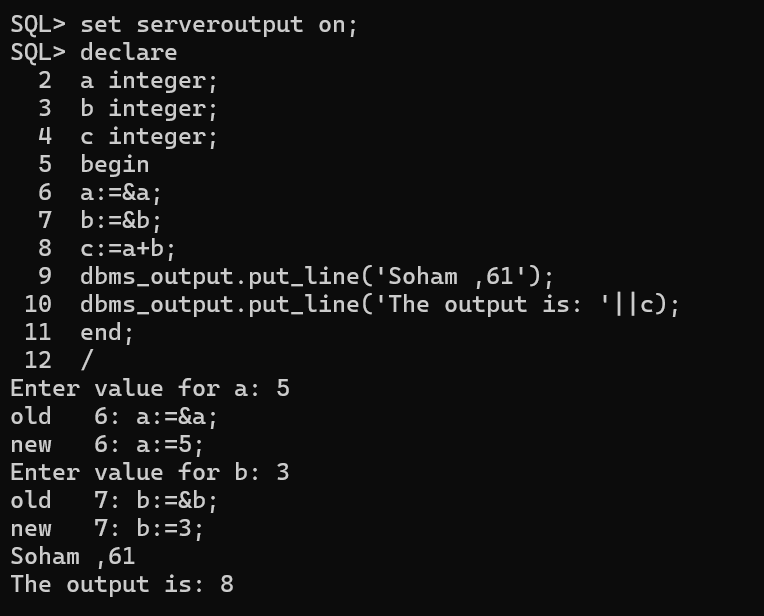 SQL> set serveroutput on;
SQL> declare
  2  a integer;
  3  b integer;
  4  c integer;
  5  begin
  6  a:=&a;
  7  b:=&b;
  8  c:=a+b;
  9  dbms_output.put_line('Soham ,61');
 10  dbms_output.put_line('The output is: '||c);
 11  end;
 12  /
Enter value for a: 5
old   6: a:=&a;
new   6: a:=5;
Enter value for b: 3
old   7: b:=&b;
new   7: b:=3;
Soham ,61
The output is: 8